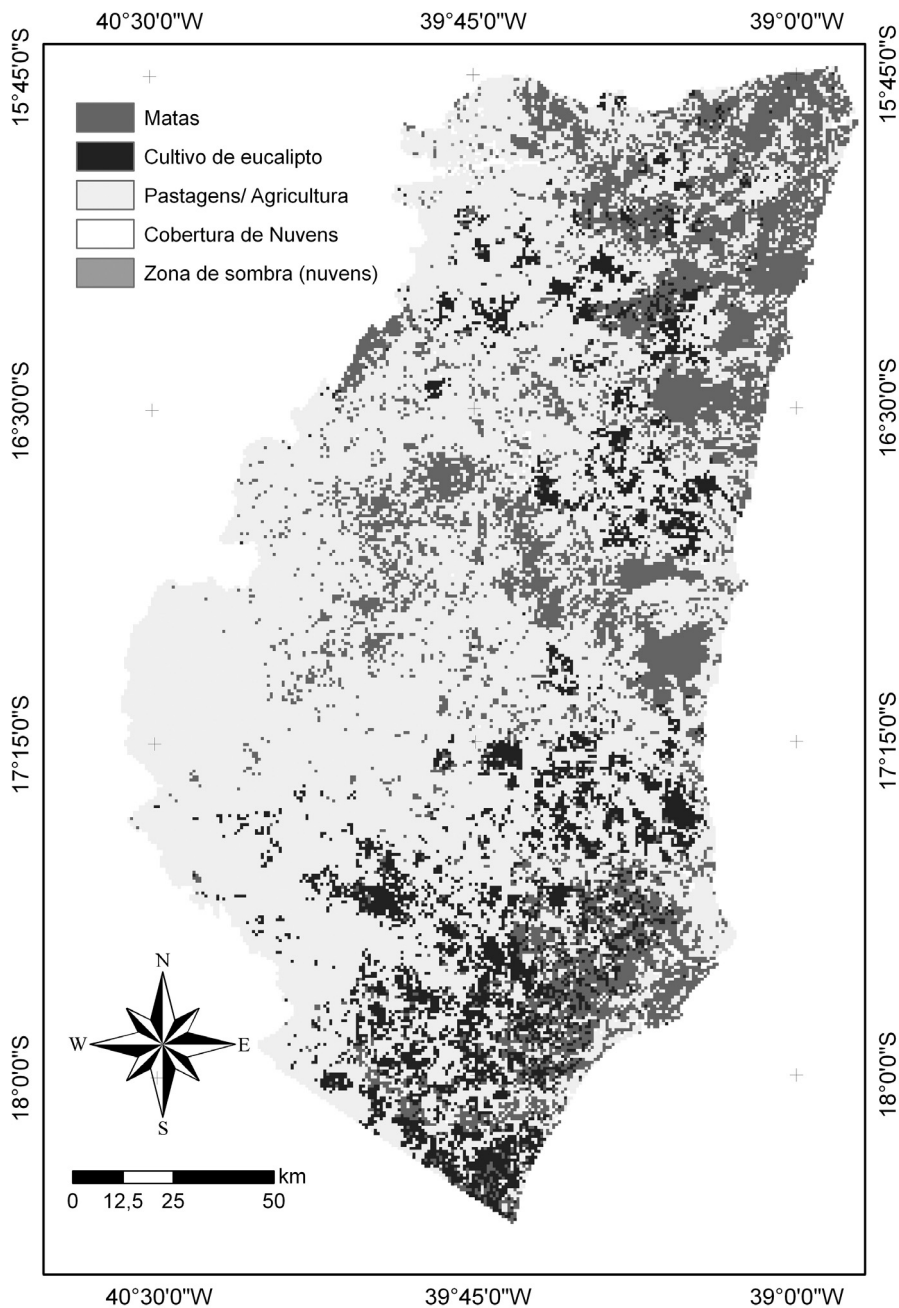 40°30'0"W 39°45'0"W 39°0'0"W
15°45'0"S 15°45'0"S
Matas
Cultivo de eucalipto
Pastagens/ Agricultura
Cobertura de Nuvens
Zona de sombra (nuvens)
16°30'0"S 16°30'0"S
17°15'0"S 17°15'0"S
N
W E
S
18°0'0"S 18°0'0"S
km
0 12,5 25 50
40°30'0"W 39°45'0"W 39°0'0"W